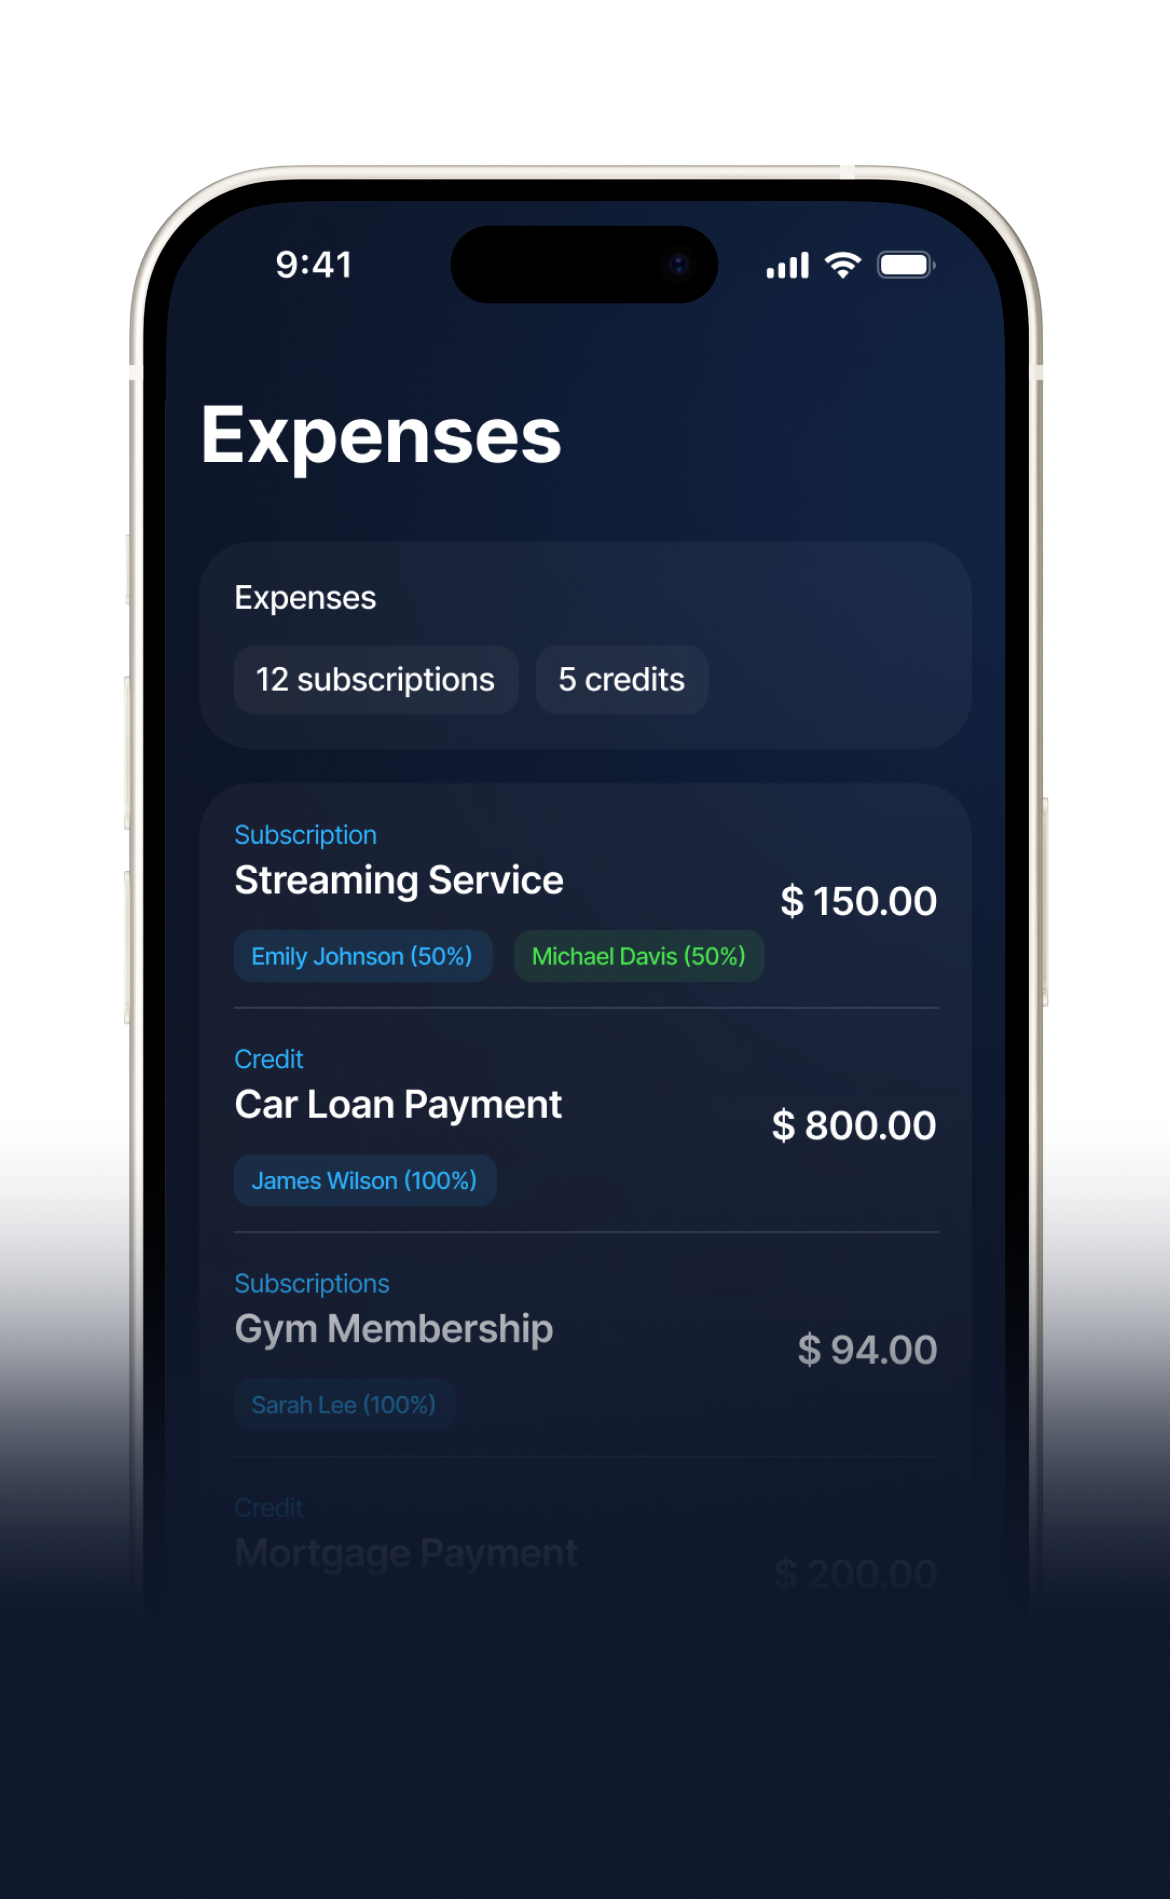 9:41
Expenses
Expenses
12 subscriptions 5 credits
Subscription
Streaming Service
$ 150.00
Emily Johnson (50%) Michael Davis (50%)
Credit
Car Loan Payment
$ 800.00
James Wilson (100%)
Subscriptions
Gym Membership
$ 94.00
Sarah Lee (100%)
Credit
Mortgage Payment
$ 200.00